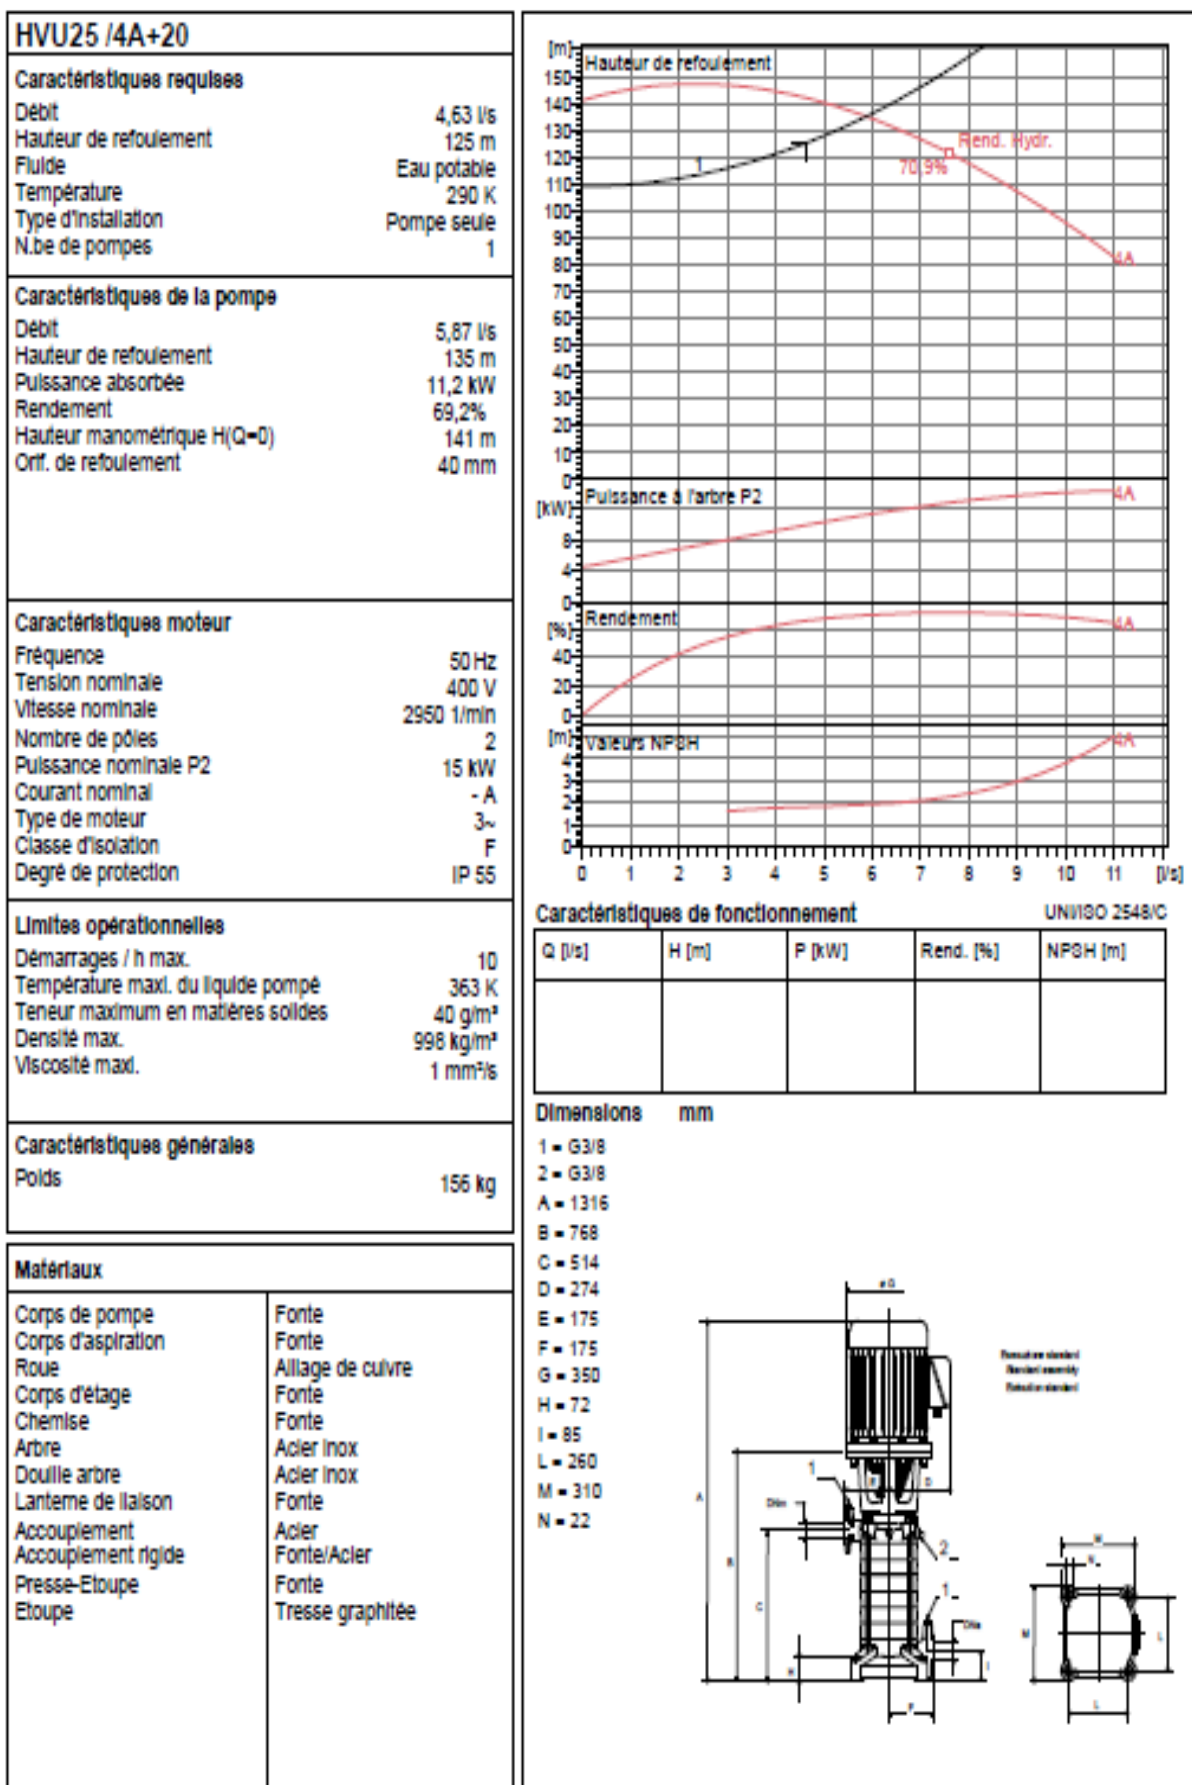 HVU25 /4A+20
Caractéristiques requises
Débit 4,63 l/s
Hauteur de refoulement 125 m
Fluide Eau potable
Température 290 K
Type d'installation Pompe seule
N.be de pompes 1
Caractéristiques de la pompe
Débit 5,87 l/s
Hauteur de refoulement 135 m
Puissance absorbée 11,2 kW
Rendement 69,2%
Hauteur manométrique H(Q=0) 141 m
Orif. de refoulement 40 mm
Caractéristiques moteur
Fréquence 50 Hz
Tension nominale 400 V
Vitesse nominale 2950 1/min
Nombre de pôles 2
Puissance nominale P2 15 kW
Courant nominal - A
Type de moteur 3~
Classe d'isolation F
Degré de protection IP 55
Limites opérationnelles
Démarrages / h max. 10
Température maxi. du liquide pompé 363 K
Teneur maximum en matières solides 40 g/m³
Densité max. 998 kg/m³
Viscosité maxi. 1 mm²/s
Caractéristiques générales
Poids 156 kg
Matériaux
Corps de pompe Fonte
Corps d'aspiration Fonte
Roue Alliage de cuivre
Corps d'étage Fonte
Chemise Fonte
Arbre Acier Inox
Douille arbre Acier Inox
Lanterne de liaison Fonte
Accouplement Acier
Accouplement rigide Fonte/Acier
Presse-Etoupe Fonte
Etoupe Tresse graphitée
[m]
Hauteur de refoulement
150
140
130
120
110
100
90
80
70
60
50
40
30
20
10
0
1
Rend. Hydr.
70,9%
4A
Puissance à l'arbre P2
[kW]
8
4
0
4A
Rendement
[%]
40
20
0
4A
Valeurs NPSH
[m]
4
3
2
1
0
4A
0 1 2 3 4 5 6 7 8 9 10 11 [l/s]
Caractéristiques de fonctionnement UNI/ISO 2548/C
Q [l/s] H [m] P [kW] Rend. [%] NPSH [m]
Dimensions mm
1 = G3/8
2 = G3/8
A = 1316
B = 768
C = 514
D = 274
E = 175
F = 175
G = 350
H = 72
I = 85
L = 260
M = 310
N = 22
ø G
Standard assembly
A
B
C
D
1
2
1
H
I
F
M
N
M
L
L